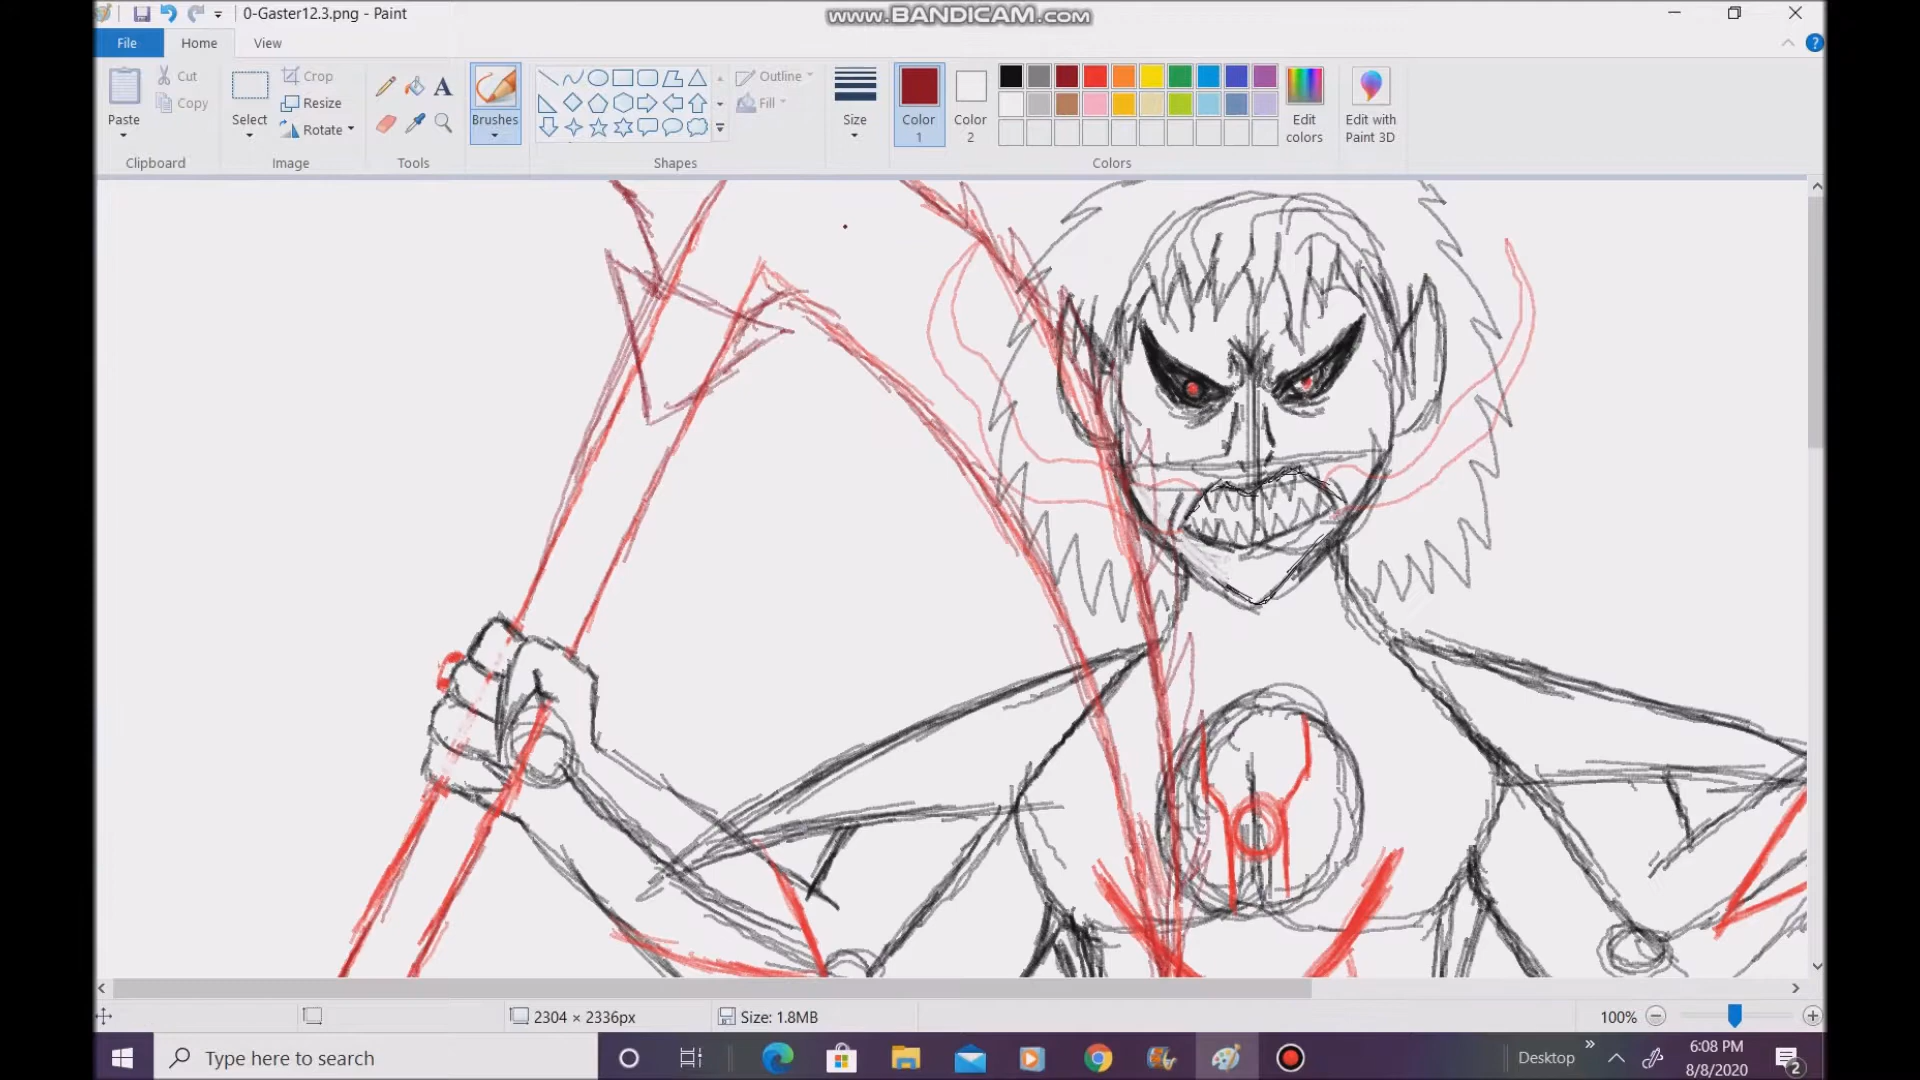 0-Gaster12.3.png - Paint
www.BANDICAM.com
File Home View
Paste
Cut
Copy
Clipboard
Select
Crop
Resize
Rotate
Image
A
Tools
Brushes
Outline
Fill
Shapes
Size
Color
1
Color
2
Edit
colors
Colors
Edit with
Paint 3D
?
2304 × 2336px
Size: 1.8MB
100%
Type here to search
Desktop
6:08 PM
8/8/2020
2